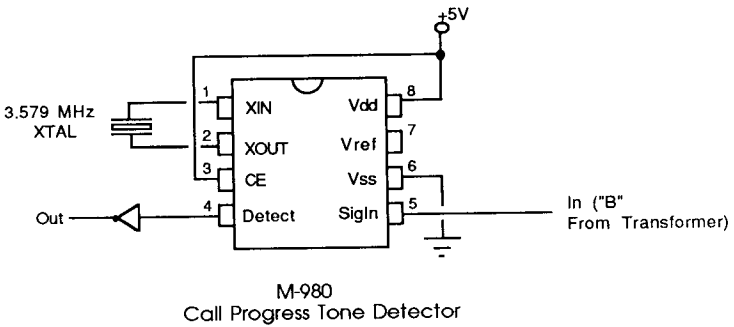 +5V
3.579 MHz
XTAL
1 XIN
2 XOUT
3 CE
4 Detect
Vdd 8
Vref 7
Vss 6
SigIn 5
Out
In ("B"
From Transformer)
M-980
Call Progress Tone Detector